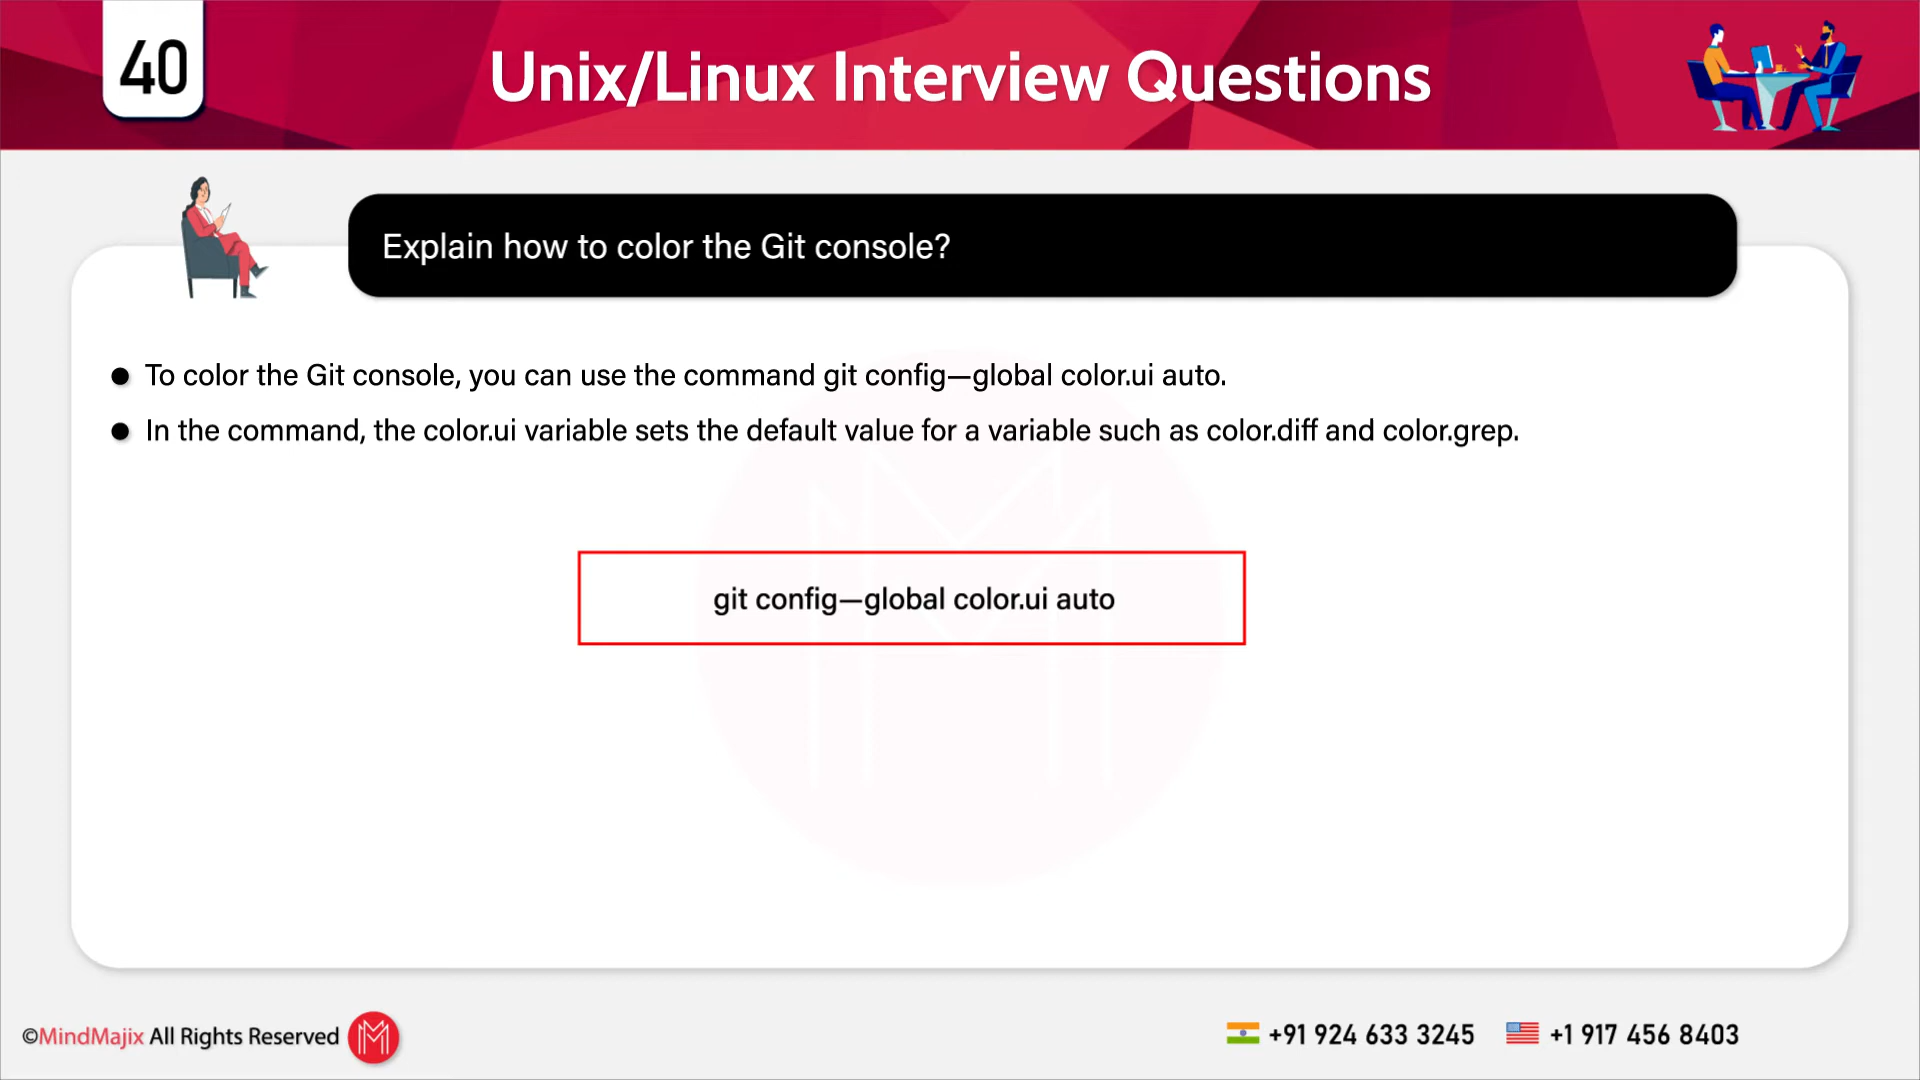 40
Unix/Linux Interview Questions
Explain how to color the Git console?
● To color the Git console, you can use the command git config—global color.ui auto.
● In the command, the color.ui variable sets the default value for a variable such as color.diff and color.grep.
git config—global color.ui auto
©MindMajix All Rights Reserved
+91 924 633 3245
+1 917 456 8403